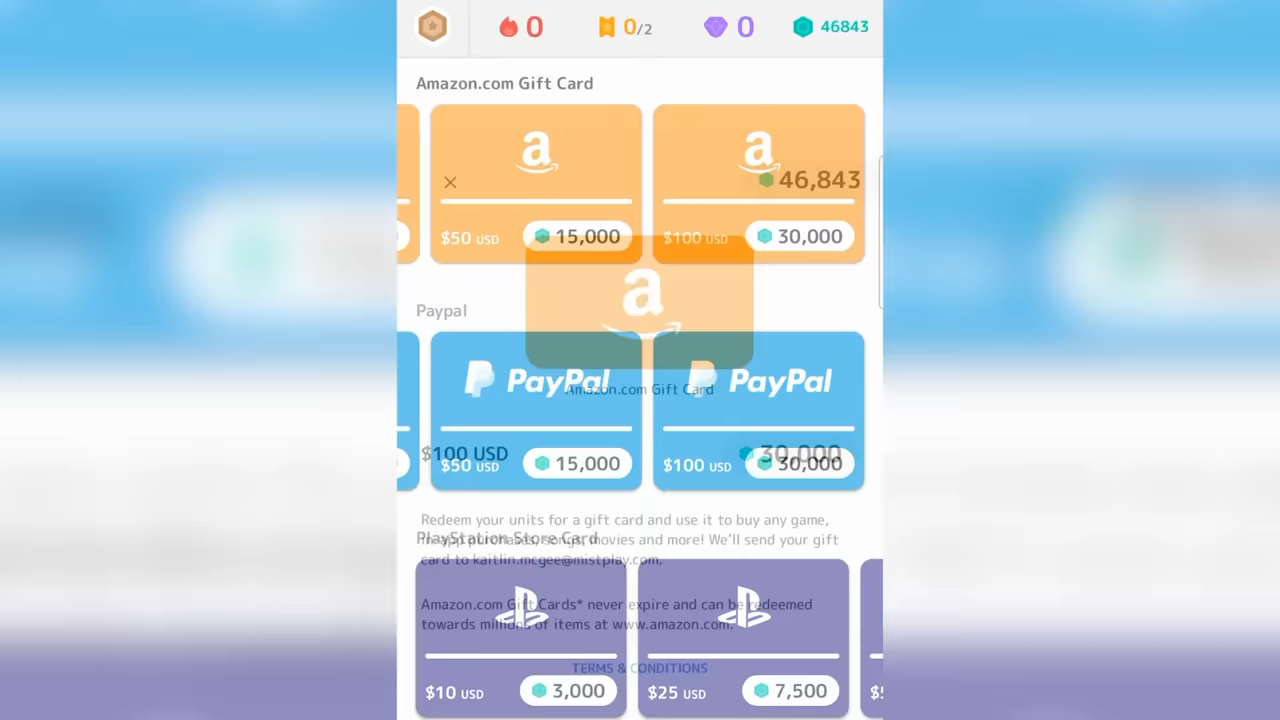 0 0/2 0 46843
Amazon.com Gift Card
a a
× 46,843
$50 USD 15,000 $100 USD 30,000
a
Paypal
PayPal PayPal
Amazon.com Gift Card
$100 USD 30,000
$50 USD 15,000 $100 USD 30,000
Redeem your units for a gift card and use it to buy any game,
PlayStation Store Card
in-app purchases, songs, movies and more! We'll send your gift
card to kaitlin.mcgee@mistplay.com.
Amazon.com Gift Cards* never expire and can be redeemed
towards millions of items at www.amazon.com.
TERMS & CONDITIONS
$10 USD 3,000 $25 USD 7,500